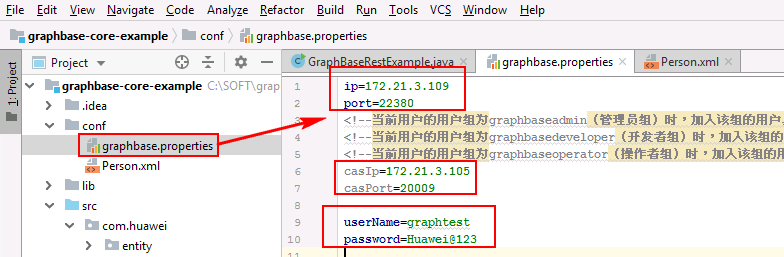 File Edit View Navigate Code Analyze Refactor Build Run Tools VCS Window Help
graphbase-core-example conf graphbase.properties
1: Project
Project
graphbase-core-example C:\SOFT\grap
.idea
conf
graphbase.properties
Person.xml
lib
src
com.huawei
entity
GraphBaseRestExample.java graphbase.properties Person.xml
1 ip=172.21.3.109
2 port=22380
3 <!--当前用户的用户组为graphbaseadmin(管理员组)时，加入该组的用户
4 <!--当前用户的用户组为graphbasedeveloper(开发者组)时，加入该组的用
5 <!--当前用户的用户组为graphbaseoperator(操作者组)时，加入该组的用
6 casIp=172.21.3.105
7 casPort=20009
8
9 userName=graphtest
10 password=Huawei@123
11